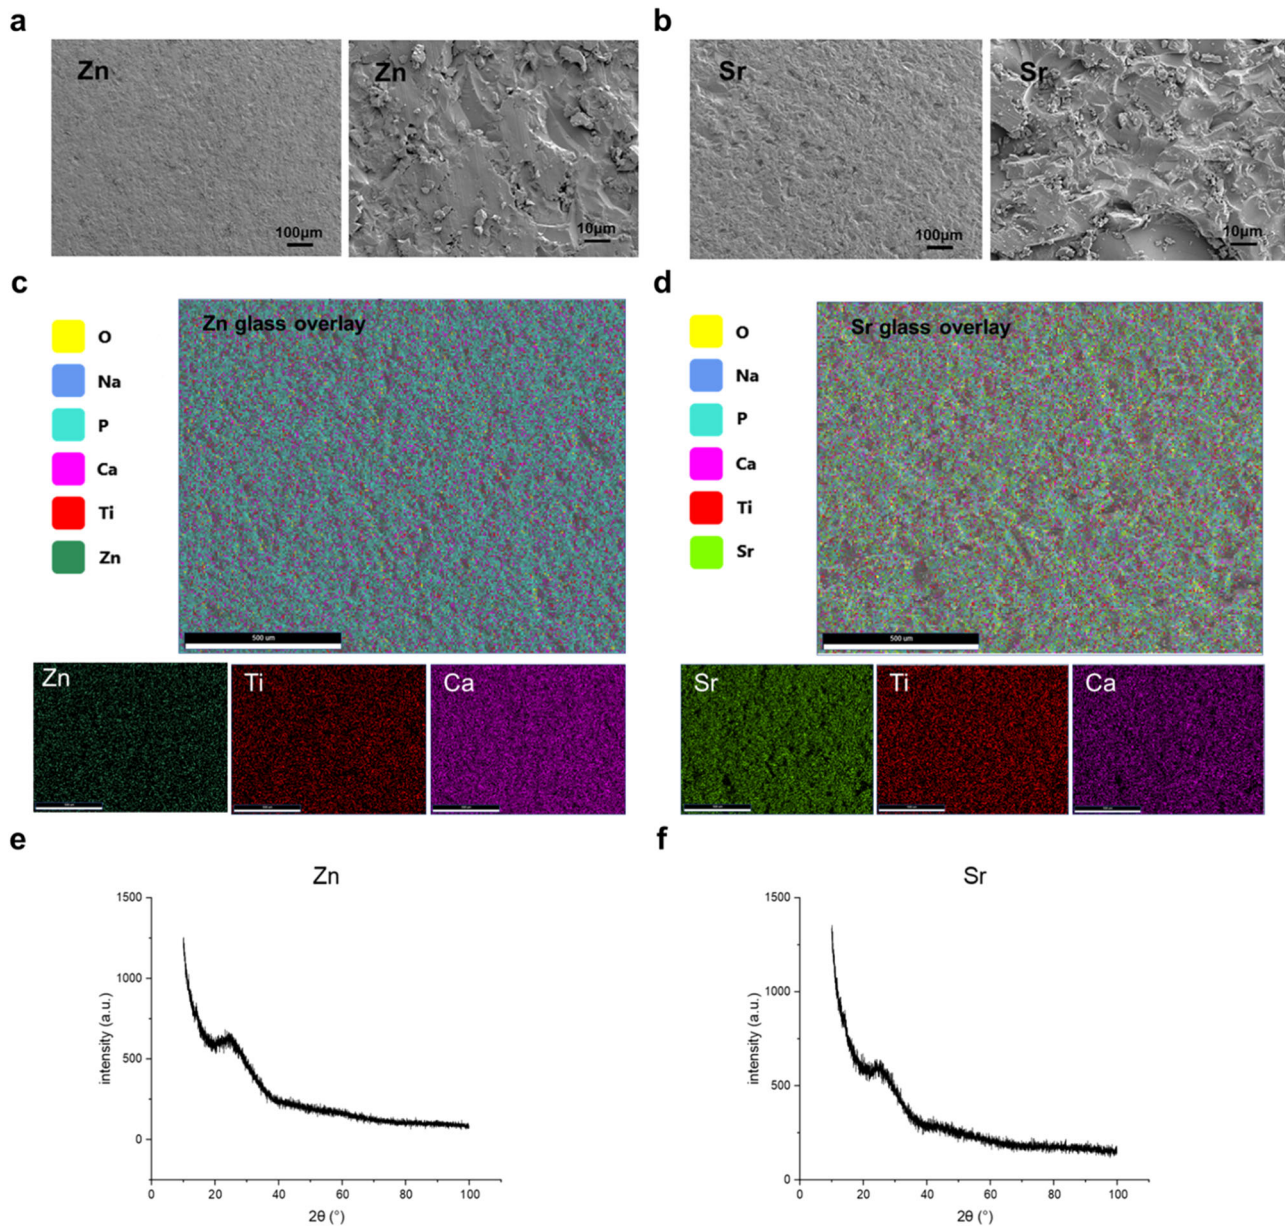 a
b
Zn
Zn
Sr
Sr
100μm
10μm
100μm
10μm
c
d
Zn glass overlay
Sr glass overlay
O
Na
P
Ca
Ti
Zn
O
Na
P
Ca
Ti
Sr
500 um
500 um
Zn
Ti
Ca
Sr
Ti
Ca
e
f
Zn
Sr
1500
1000
500
0
intensity (a.u.)
0
20
40
60
80
100
2θ (°)
1500
1000
500
0
intensity (a.u.)
0
20
40
60
80
100
2θ (°)